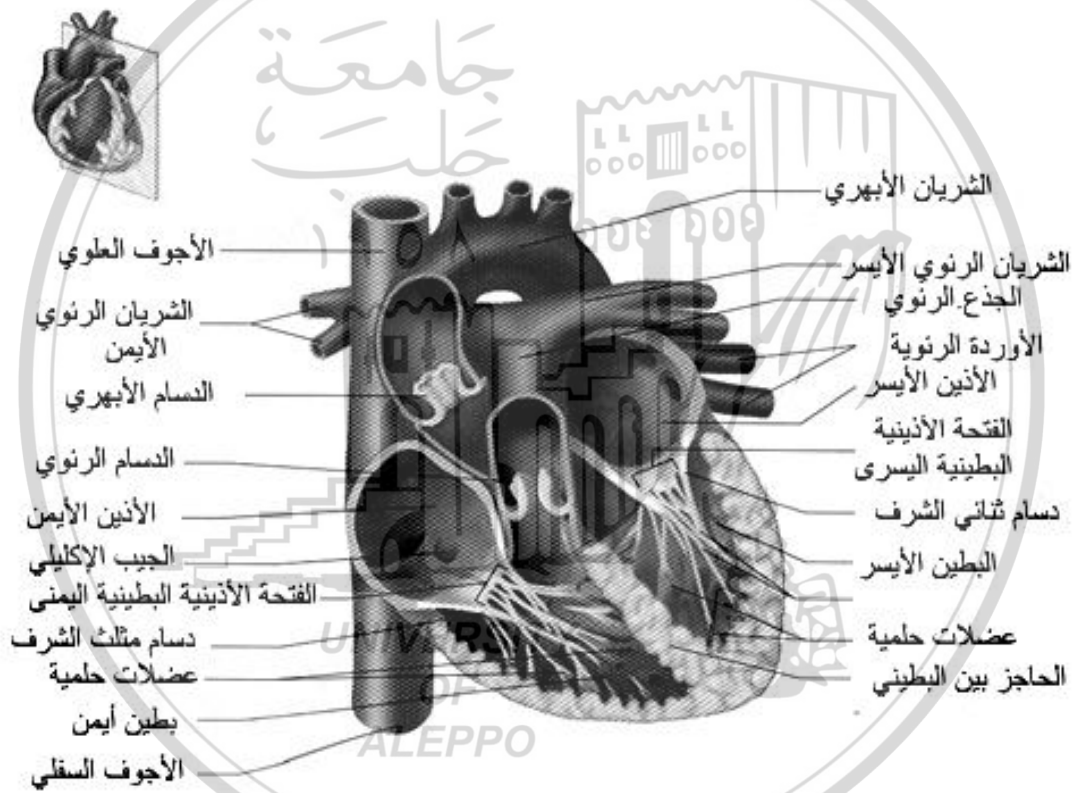 جامعة
حلب
الشريان الأبهري
الأجوف العلوي
الشريان الرئوي الأيسر
الجذع الرئوي
الشريان الرئوي
الأيمن
الأوردة الرئوية
الأذين الأيسر
الدسام الأبهري
الفتحة الأذينية
البطينية اليسرى
الدسام الرئوي
دسام ثنائي الشرف
الأذين الأيمن
البطين الأيسر
الجيب الإكليلي
الفتحة الأذينية البطينية اليمنى
عضلات حلمية
دسام مثلث الشرف
الحاجز بين البطيني
عضلات حلمية
بطين أيمن
الأجوف السفلي
OF
ALEPPO